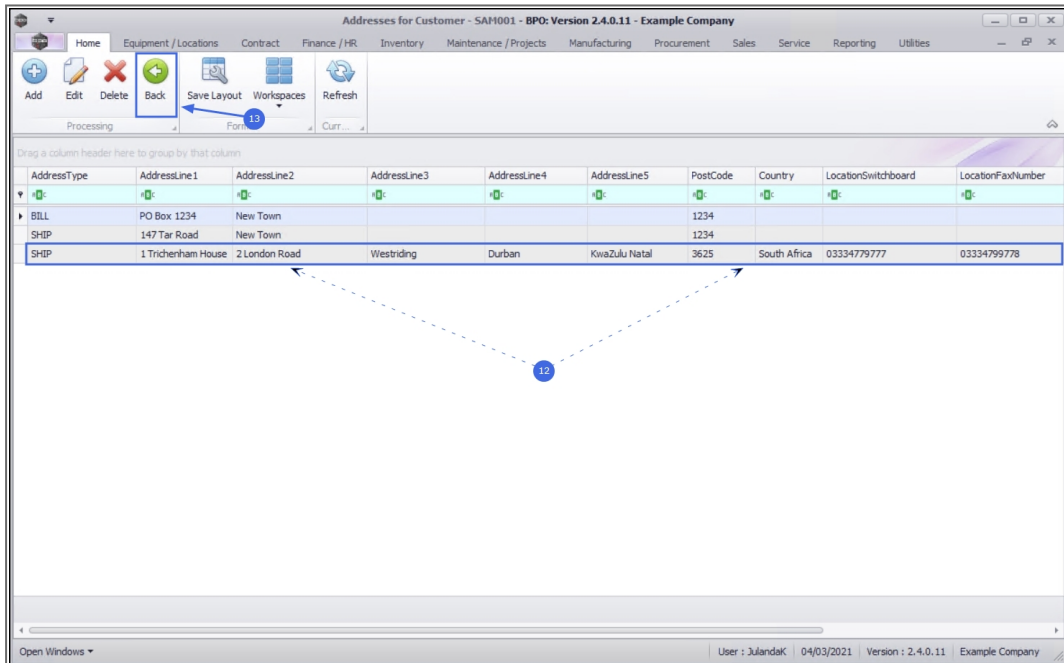 Addresses for Customer - SAM001 - BPO: Version 2.4.0.11 - Example Company
Home Equipment / Locations Contract Finance / HR Inventory Maintenance / Projects Manufacturing Procurement Sales Service Reporting Utilities
Add Edit Delete Back Save Layout Workspaces Refresh
13
Processing Form Curr...
Drag a column header here to group by that column
AddressType AddressLine1 AddressLine2 AddressLine3 AddressLine4 AddressLine5 PostCode Country LocationSwitchboard LocationFaxNumber
BILL PO Box 1234 New Town 1234
SHIP 147 Tar Road New Town 1234
SHIP 1 Trichenham House 2 London Road Westriding Durban KwaZulu Natal 3625 South Africa 03334779777 03334799778
12
Open Windows User : JulandaK 04/03/2021 Version : 2.4.0.11 Example Company